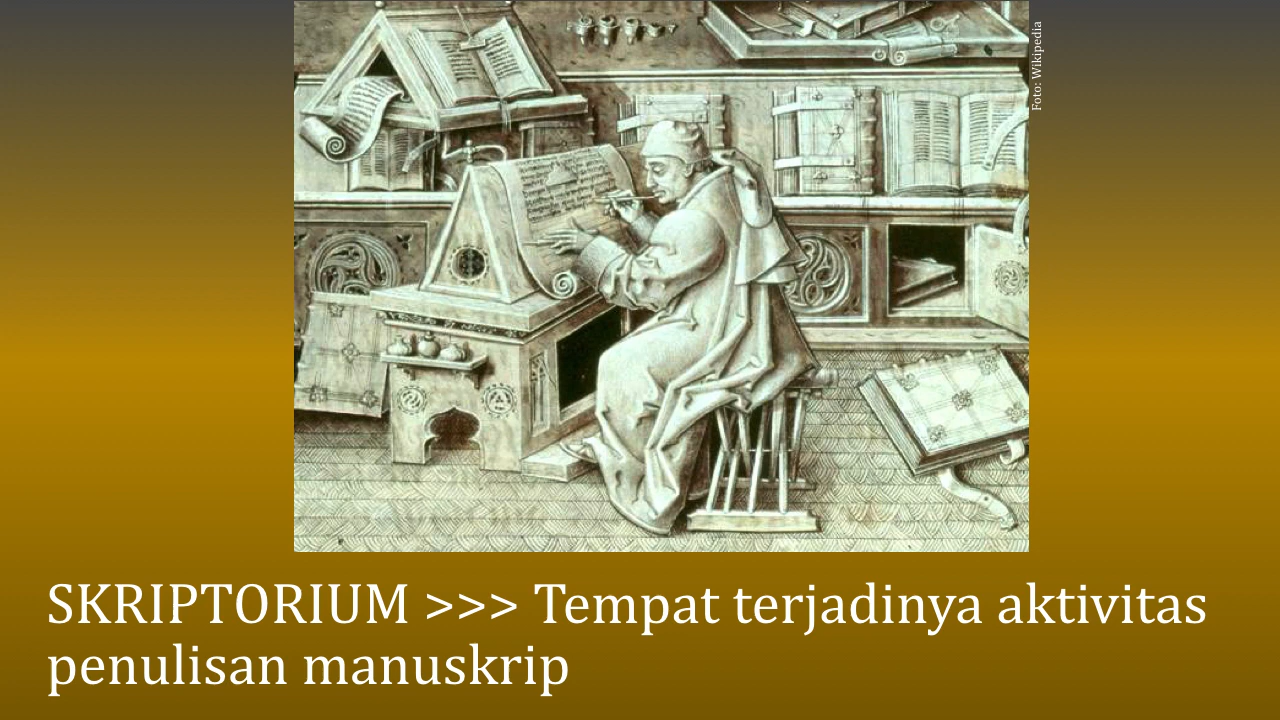 Foto: Wikipedia
SKRIPTORIUM >>> Tempat terjadinya aktivitas
penulisan manuskrip